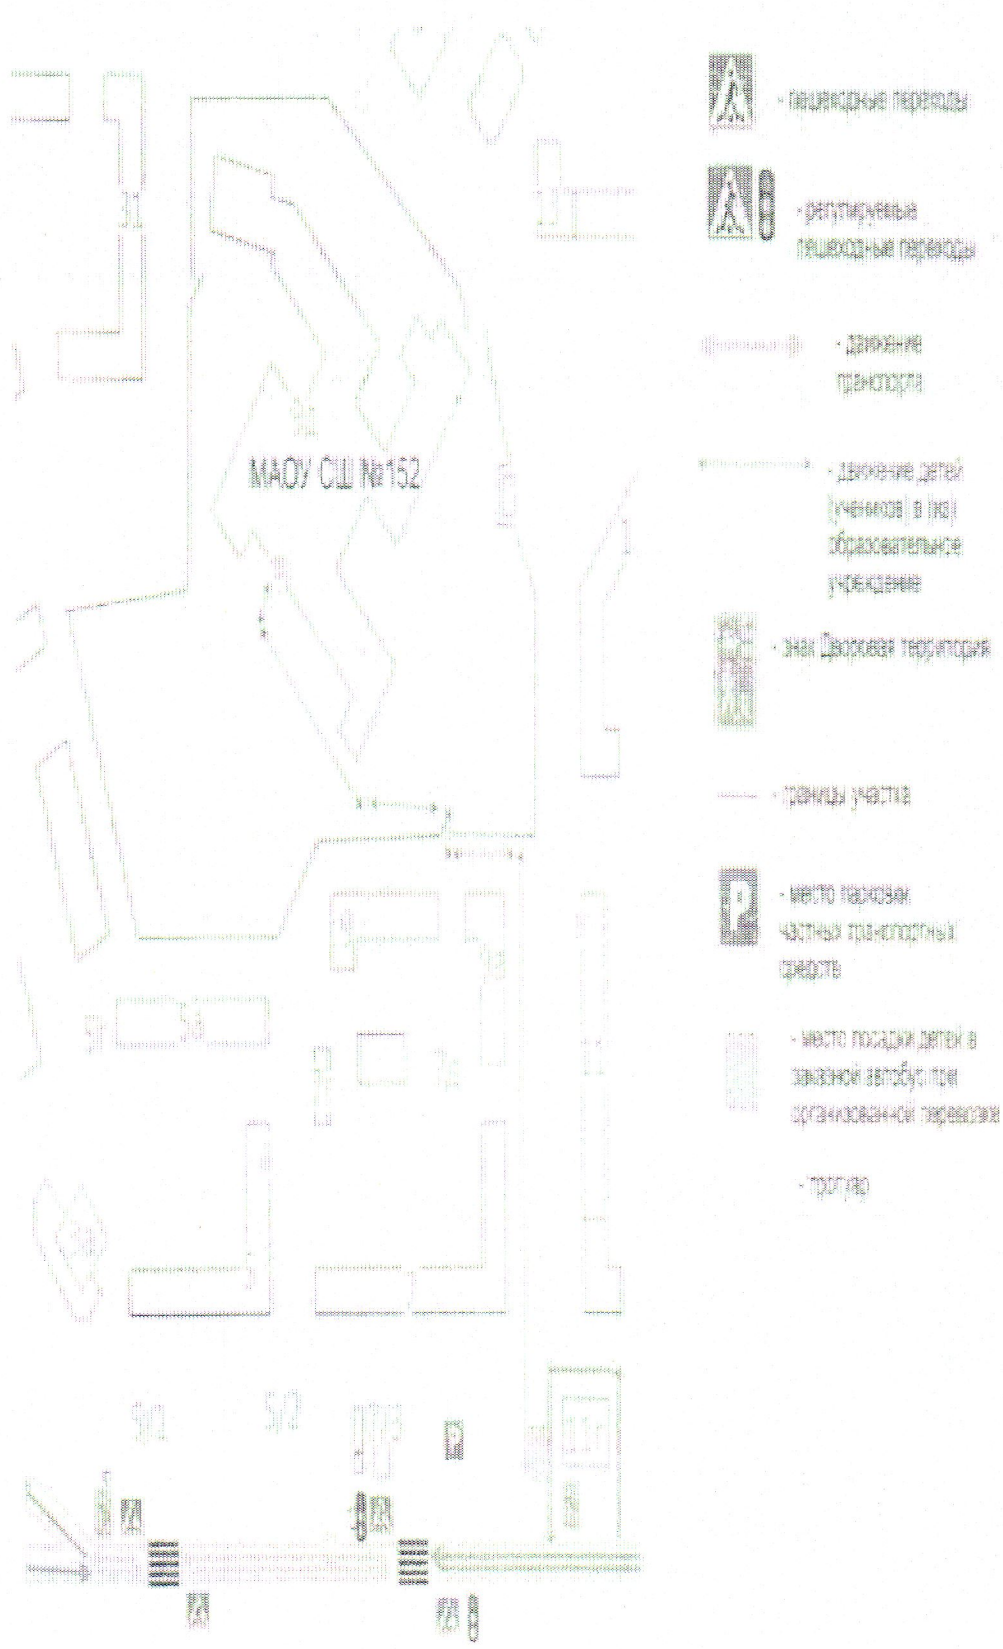 - пешеходные переходы
- регулируемые
пешеходные переходы
- движение
транспорта
МАОУ СШ №152
- движение детей
(учеников) в (из)
образовательное
учреждение
- знак Дворовая территория
- границы участка
P
- место парковки
частных транспортных
средств
- место посадки детей в
заказной автобус при
организованной перевозке
- тротуар
P